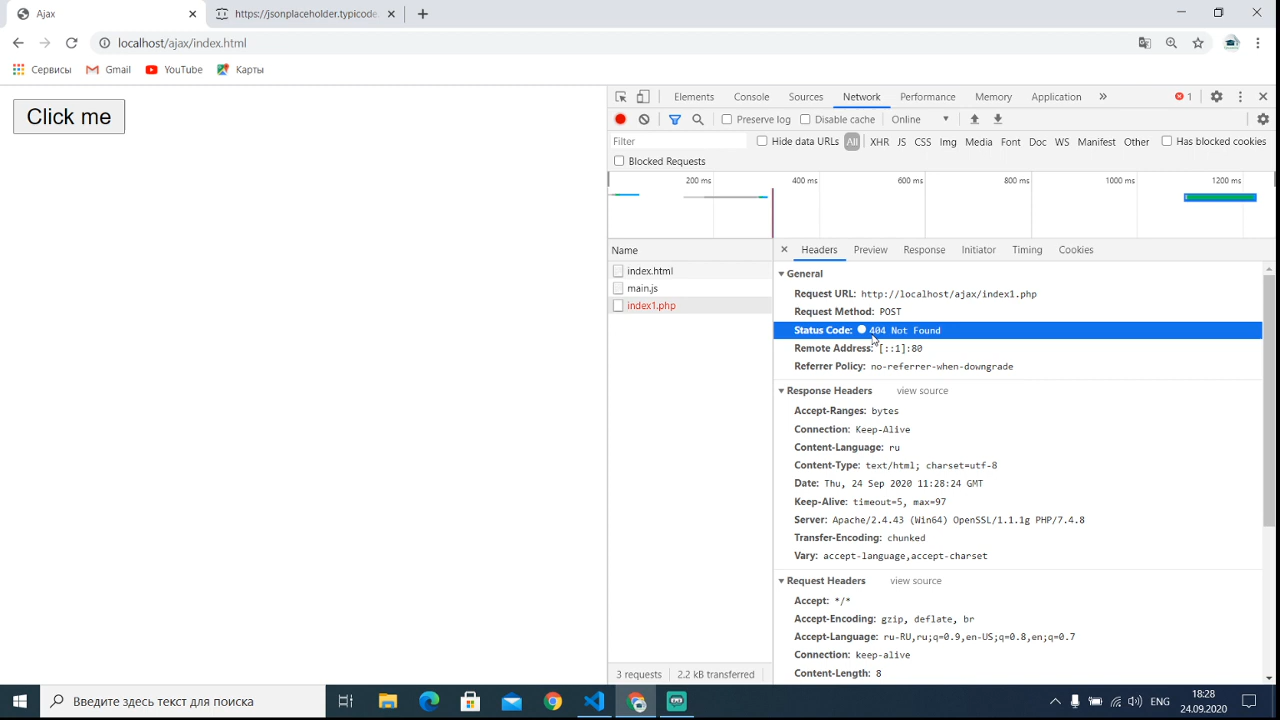 Ajax
https://jsonplaceholder.typicode.
localhost/ajax/index.html
Сервисы Gmail YouTube Карты
Click me
Elements Console Sources Network Performance Memory Application » 1
Preserve log Disable cache Online
Filter Hide data URLs All XHR JS CSS Img Media Font Doc WS Manifest Other Has blocked cookies
Blocked Requests
200 ms 400 ms 600 ms 800 ms 1000 ms 1200 ms
Name
index.html
main.js
index1.php
Headers Preview Response Initiator Timing Cookies
General
Request URL: http://localhost/ajax/index1.php
Request Method: POST
Status Code: 404 Not Found
Remote Address: [::1]:80
Referrer Policy: no-referrer-when-downgrade
Response Headers view source
Accept-Ranges: bytes
Connection: Keep-Alive
Content-Language: ru
Content-Type: text/html; charset=utf-8
Date: Thu, 24 Sep 2020 11:28:24 GMT
Keep-Alive: timeout=5, max=97
Server: Apache/2.4.43 (Win64) OpenSSL/1.1.1g PHP/7.4.8
Transfer-Encoding: chunked
Vary: accept-language,accept-charset
Request Headers view source
Accept: */*
Accept-Encoding: gzip, deflate, br
Accept-Language: ru-RU,ru;q=0.9,en-US;q=0.8,en;q=0.7
Connection: keep-alive
Content-Length: 8
3 requests 2.2 kB transferred
Введите здесь текст для поиска
ENG
18:28
24.09.2020